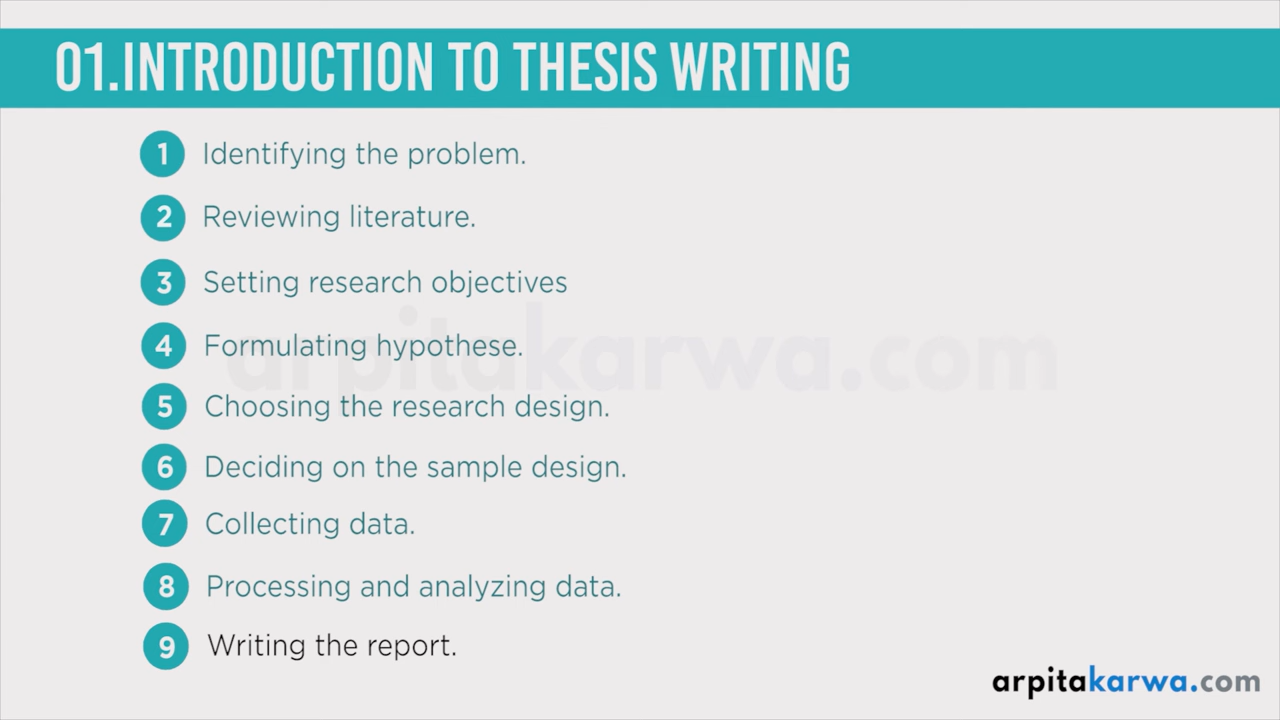 01.INTRODUCTION TO THESIS WRITING
1 Identifying the problem.
2 Reviewing literature.
3 Setting research objectives
4 Formulating hypothese.
5 Choosing the research design.
6 Deciding on the sample design.
7 Collecting data.
8 Processing and analyzing data.
9 Writing the report.
arpitakarwa.com
arpitakarwa.com